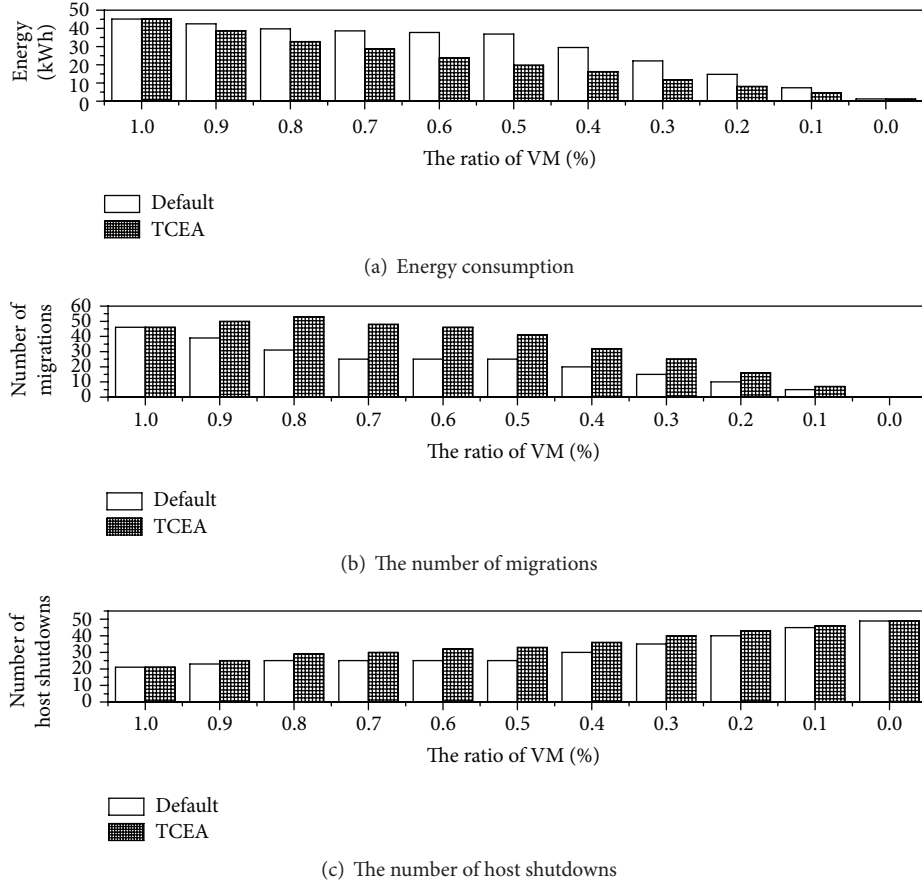 50
40
30
20
10
0
Energy
(kWh)
1.0 0.9 0.8 0.7 0.6 0.5 0.4 0.3 0.2 0.1 0.0
The ratio of VM (%)
Default
TCEA
(a) Energy consumption
60
50
40
30
20
10
0
Number of
migrations
1.0 0.9 0.8 0.7 0.6 0.5 0.4 0.3 0.2 0.1 0.0
The ratio of VM (%)
Default
TCEA
(b) The number of migrations
50
40
30
20
10
0
Number of
host shutdowns
1.0 0.9 0.8 0.7 0.6 0.5 0.4 0.3 0.2 0.1 0.0
The ratio of VM (%)
Default
TCEA
(c) The number of host shutdowns